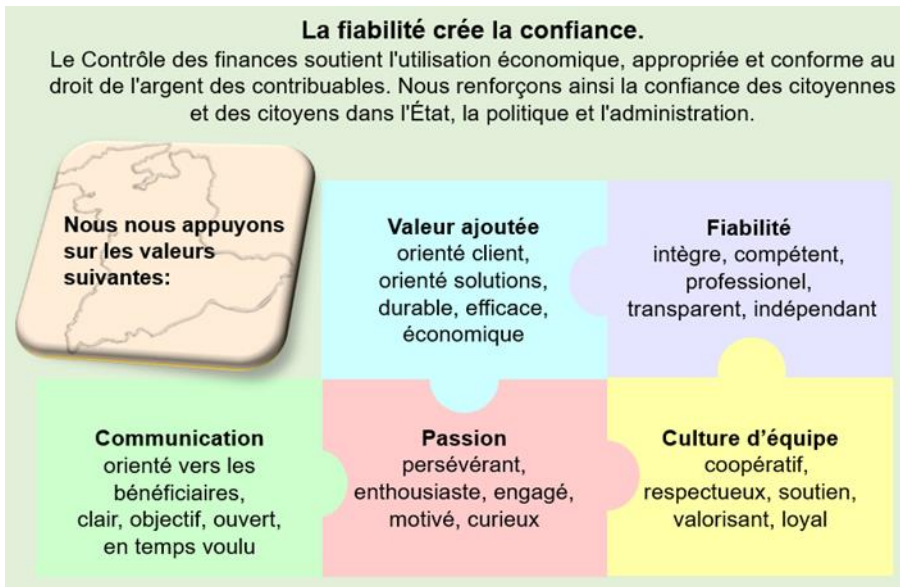 La fiabilité crée la confiance.
Le Contrôle des finances soutient l'utilisation économique, appropriée et conforme au
droit de l'argent des contribuables. Nous renforçons ainsi la confiance des citoyennes
et des citoyens dans l'État, la politique et l'administration.
Nous nous appuyons
sur les valeurs
suivantes:
Valeur ajoutée
orienté client,
orienté solutions,
durable, efficace,
économique
Fiabilité
intègre, compétent,
professionel,
transparent, indépendant
Communication
orienté vers les
bénéficiaires,
clair, objectif, ouvert,
en temps voulu
Passion
persévérant,
enthousiaste, engagé,
motivé, curieux
Culture d’équipe
coopératif,
respectueux, soutien,
valorisant, loyal